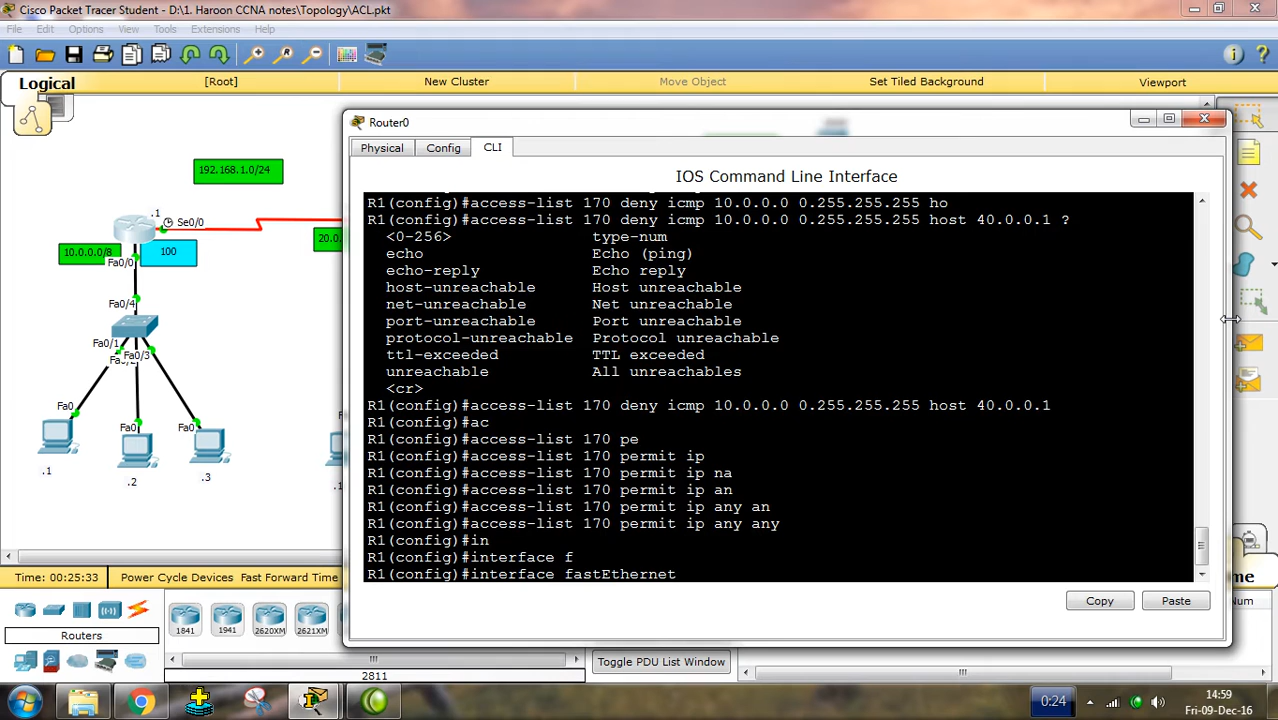 Cisco Packet Tracer Student - D:\1. Haroon CCNA notes\Topology\ACL.pkt
File Edit Options View Tools Extensions Help
Logical [Root] New Cluster Move Object Set Tiled Background Viewport
Router0
Physical Config CLI
IOS Command Line Interface
R1(config)#access-list 170 deny icmp 10.0.0.0 0.255.255.255 ho
R1(config)#access-list 170 deny icmp 10.0.0.0 0.255.255.255 host 40.0.0.1 ?
<0-256> type-num
echo Echo (ping)
echo-reply Echo reply
host-unreachable Host unreachable
net-unreachable Net unreachable
port-unreachable Port unreachable
protocol-unreachable Protocol unreachable
ttl-exceeded TTL exceeded
unreachable All unreachables
<cr>
R1(config)#access-list 170 deny icmp 10.0.0.0 0.255.255.255 host 40.0.0.1
R1(config)#ac
R1(config)#access-list 170 pe
R1(config)#access-list 170 permit ip
R1(config)#access-list 170 permit ip na
R1(config)#access-list 170 permit ip an
R1(config)#access-list 170 permit ip any an
R1(config)#access-list 170 permit ip any any
R1(config)#in
R1(config)#interface f
R1(config)#interface fastEthernet
Copy Paste
192.168.1.0/24
.1
Se0/0
10.0.0.0/8
100
20.0
Fa0/0
Fa0/4
Fa0/1
Fa0/3
Fa0
Fa0
Fa0
.1
.2
.3
Time: 00:25:33 Power Cycle Devices Fast Forward Time
Routers
1841 1941 2620XM 2621XM
2811
Toggle PDU List Window
me
Num
0:24
14:59
Fri-09-Dec-16